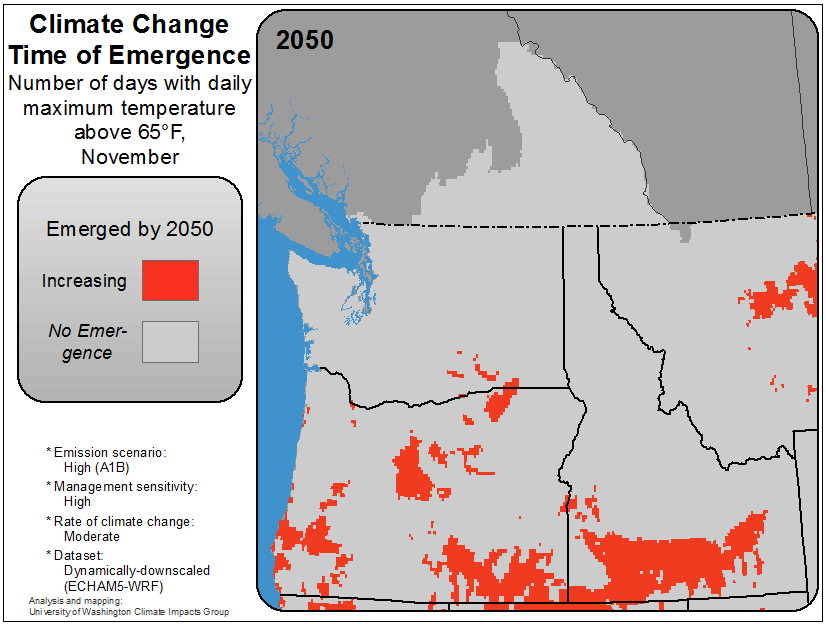 Climate Change
Time of Emergence
Number of days with daily
maximum temperature
above 65°F,
November
2050
Emerged by 2050
Increasing
No Emer-
gence
* Emission scenario:
High (A1B)
* Management sensitivity:
High
* Rate of climate change:
Moderate
* Dataset:
Dynamically-downscaled
(ECHAM5-WRF)
Analysis and mapping:
University of Washington Climate Impacts Group